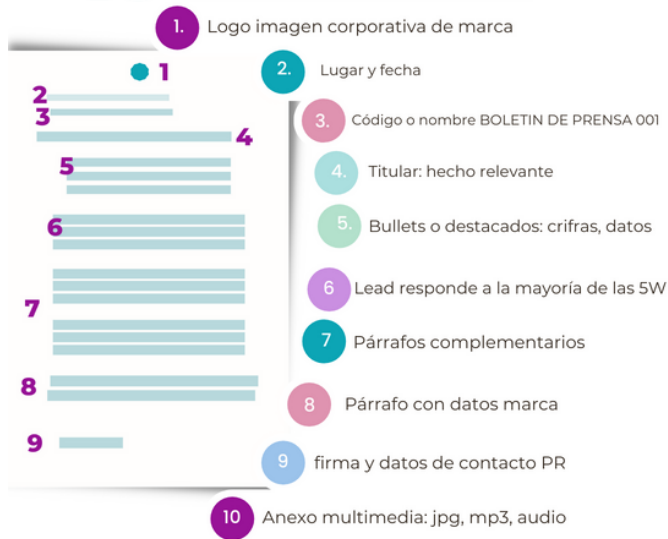 1. Logo imagen corporativa de marca
2. Lugar y fecha
3. Código o nombre BOLETIN DE PRENSA 001
4. Titular: hecho relevante
5. Bullets o destacados: crifras, datos
6 Lead responde a la mayoría de las 5W
7 Párrafos complementarios
8 Párrafo con datos marca
9 firma y datos de contacto PR
10 Anexo multimedia: jpg, mp3, audio
1
2
3
4
5
6
7
8
9